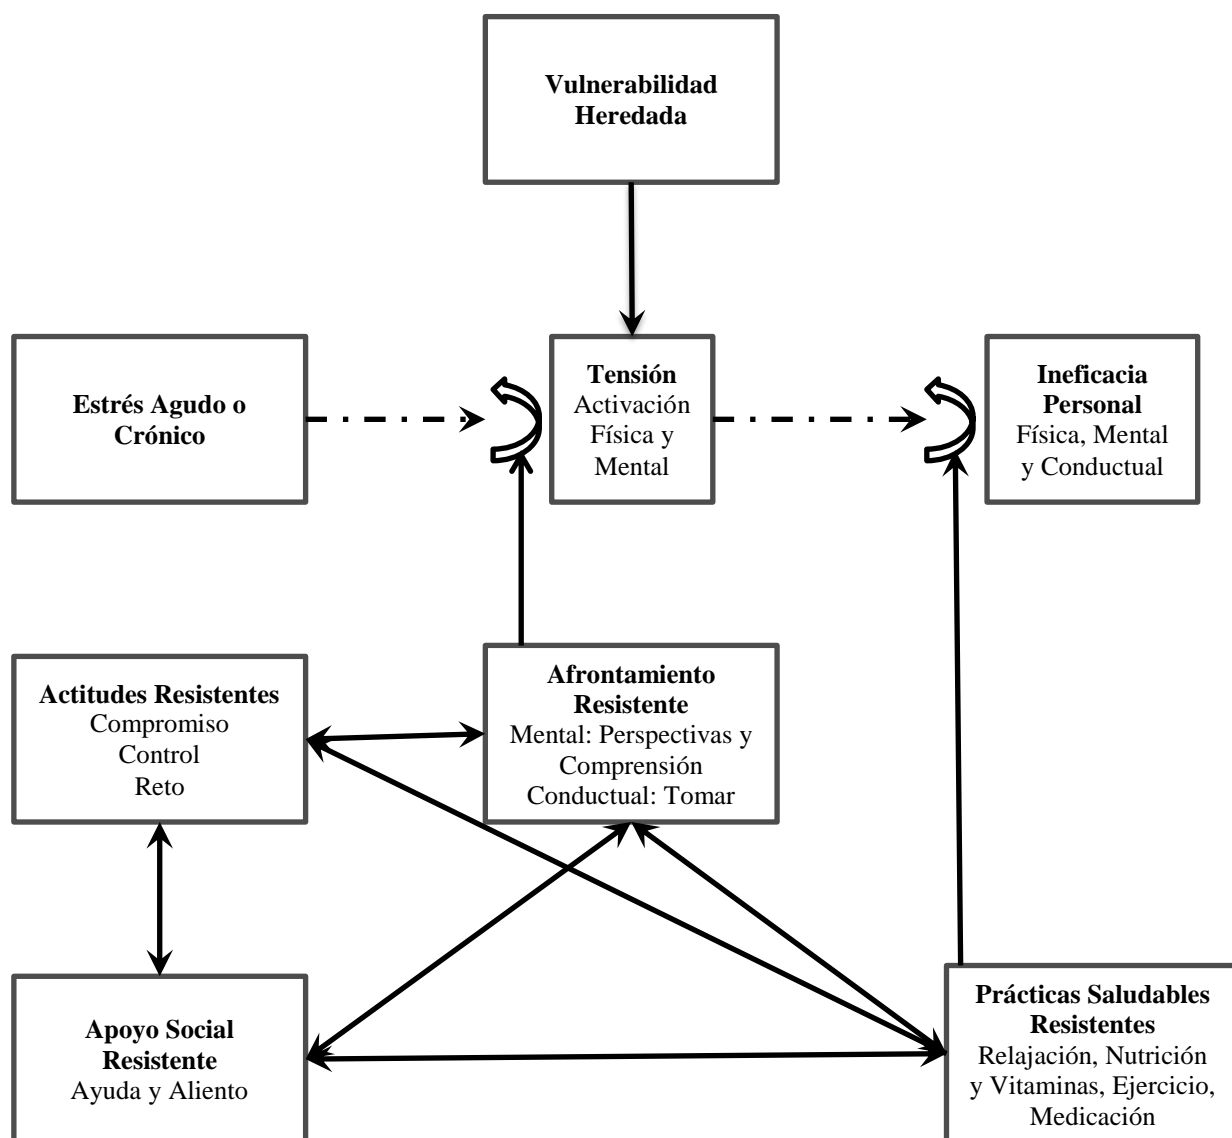 Vulnerabilidad
Heredada
Estrés Agudo o
Crónico
Tensión
Activación
Física y
Mental
Ineficacia
Personal
Física, Mental
y Conductual
Actitudes Resistentes
Compromiso
Control
Reto
Afrontamiento
Resistente
Mental: Perspectivas y
Comprensión
Conductual: Tomar
Apoyo Social
Resistente
Ayuda y Aliento
Prácticas Saludables
Resistentes
Relajación, Nutrición
y Vitaminas, Ejercicio,
Medicación